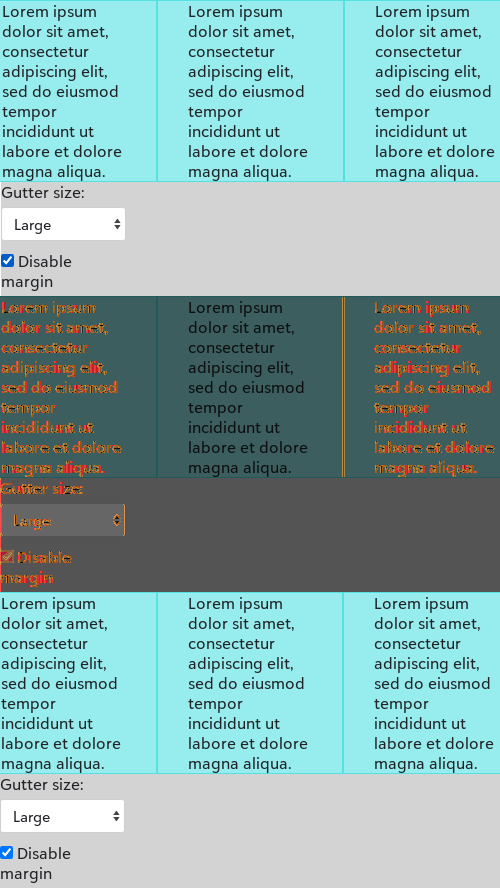 Lorem ipsum
dolor sit amet,
consectetur
adipiscing elit,
sed do eiusmod
tempor
incididunt ut
labore et dolore
magna aliqua.
Lorem ipsum
dolor sit amet,
consectetur
adipiscing elit,
sed do eiusmod
tempor
incididunt ut
labore et dolore
magna aliqua.
Lorem ipsum
dolor sit amet,
consectetur
adipiscing elit,
sed do eiusmod
tempor
incididunt ut
labore et dolore
magna aliqua.
Gutter size:
Large
Disable
margin
Lorem ipsum
dolor sit amet,
consectetur
adipiscing elit,
sed do eiusmod
tempor
incididunt ut
labore et dolore
magna aliqua.
Lorem ipsum
dolor sit amet,
consectetur
adipiscing elit,
sed do eiusmod
tempor
incididunt ut
labore et dolore
magna aliqua.
Lorem ipsum
dolor sit amet,
consectetur
adipiscing elit,
sed do eiusmod
tempor
incididunt ut
labore et dolore
magna aliqua.
Gutter size:
Large
Disable
margin
Lorem ipsum
dolor sit amet,
consectetur
adipiscing elit,
sed do eiusmod
tempor
incididunt ut
labore et dolore
magna aliqua.
Lorem ipsum
dolor sit amet,
consectetur
adipiscing elit,
sed do eiusmod
tempor
incididunt ut
labore et dolore
magna aliqua.
Lorem ipsum
dolor sit amet,
consectetur
adipiscing elit,
sed do eiusmod
tempor
incididunt ut
labore et dolore
magna aliqua.
Gutter size:
Large
Disable
margin